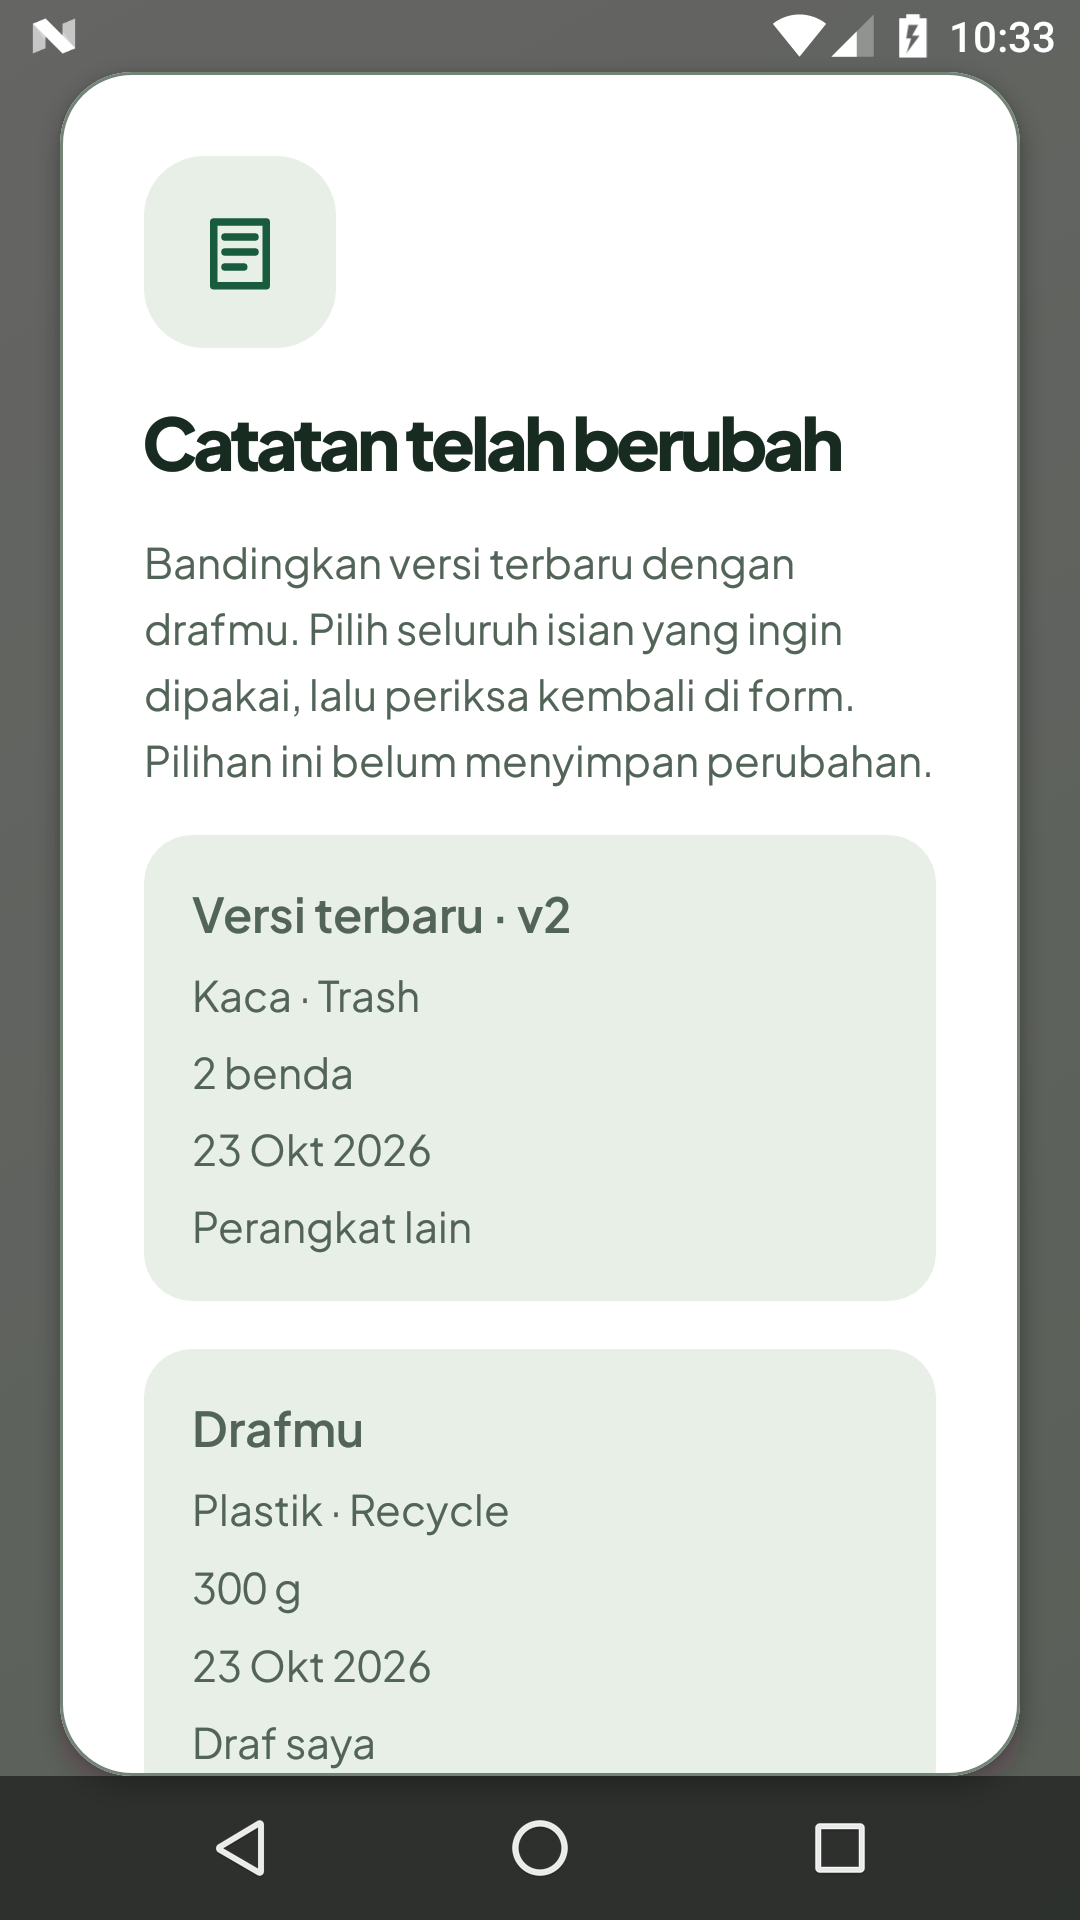 10:33
Catatan telah berubah
Bandingkan versi terbaru dengan
drafmu. Pilih seluruh isian yang ingin
dipakai, lalu periksa kembali di form.
Pilihan ini belum menyimpan perubahan.
Versi terbaru · v2
Kaca · Trash
2 benda
23 Okt 2026
Perangkat lain
Drafmu
Plastik · Recycle
300 g
23 Okt 2026
Draf saya